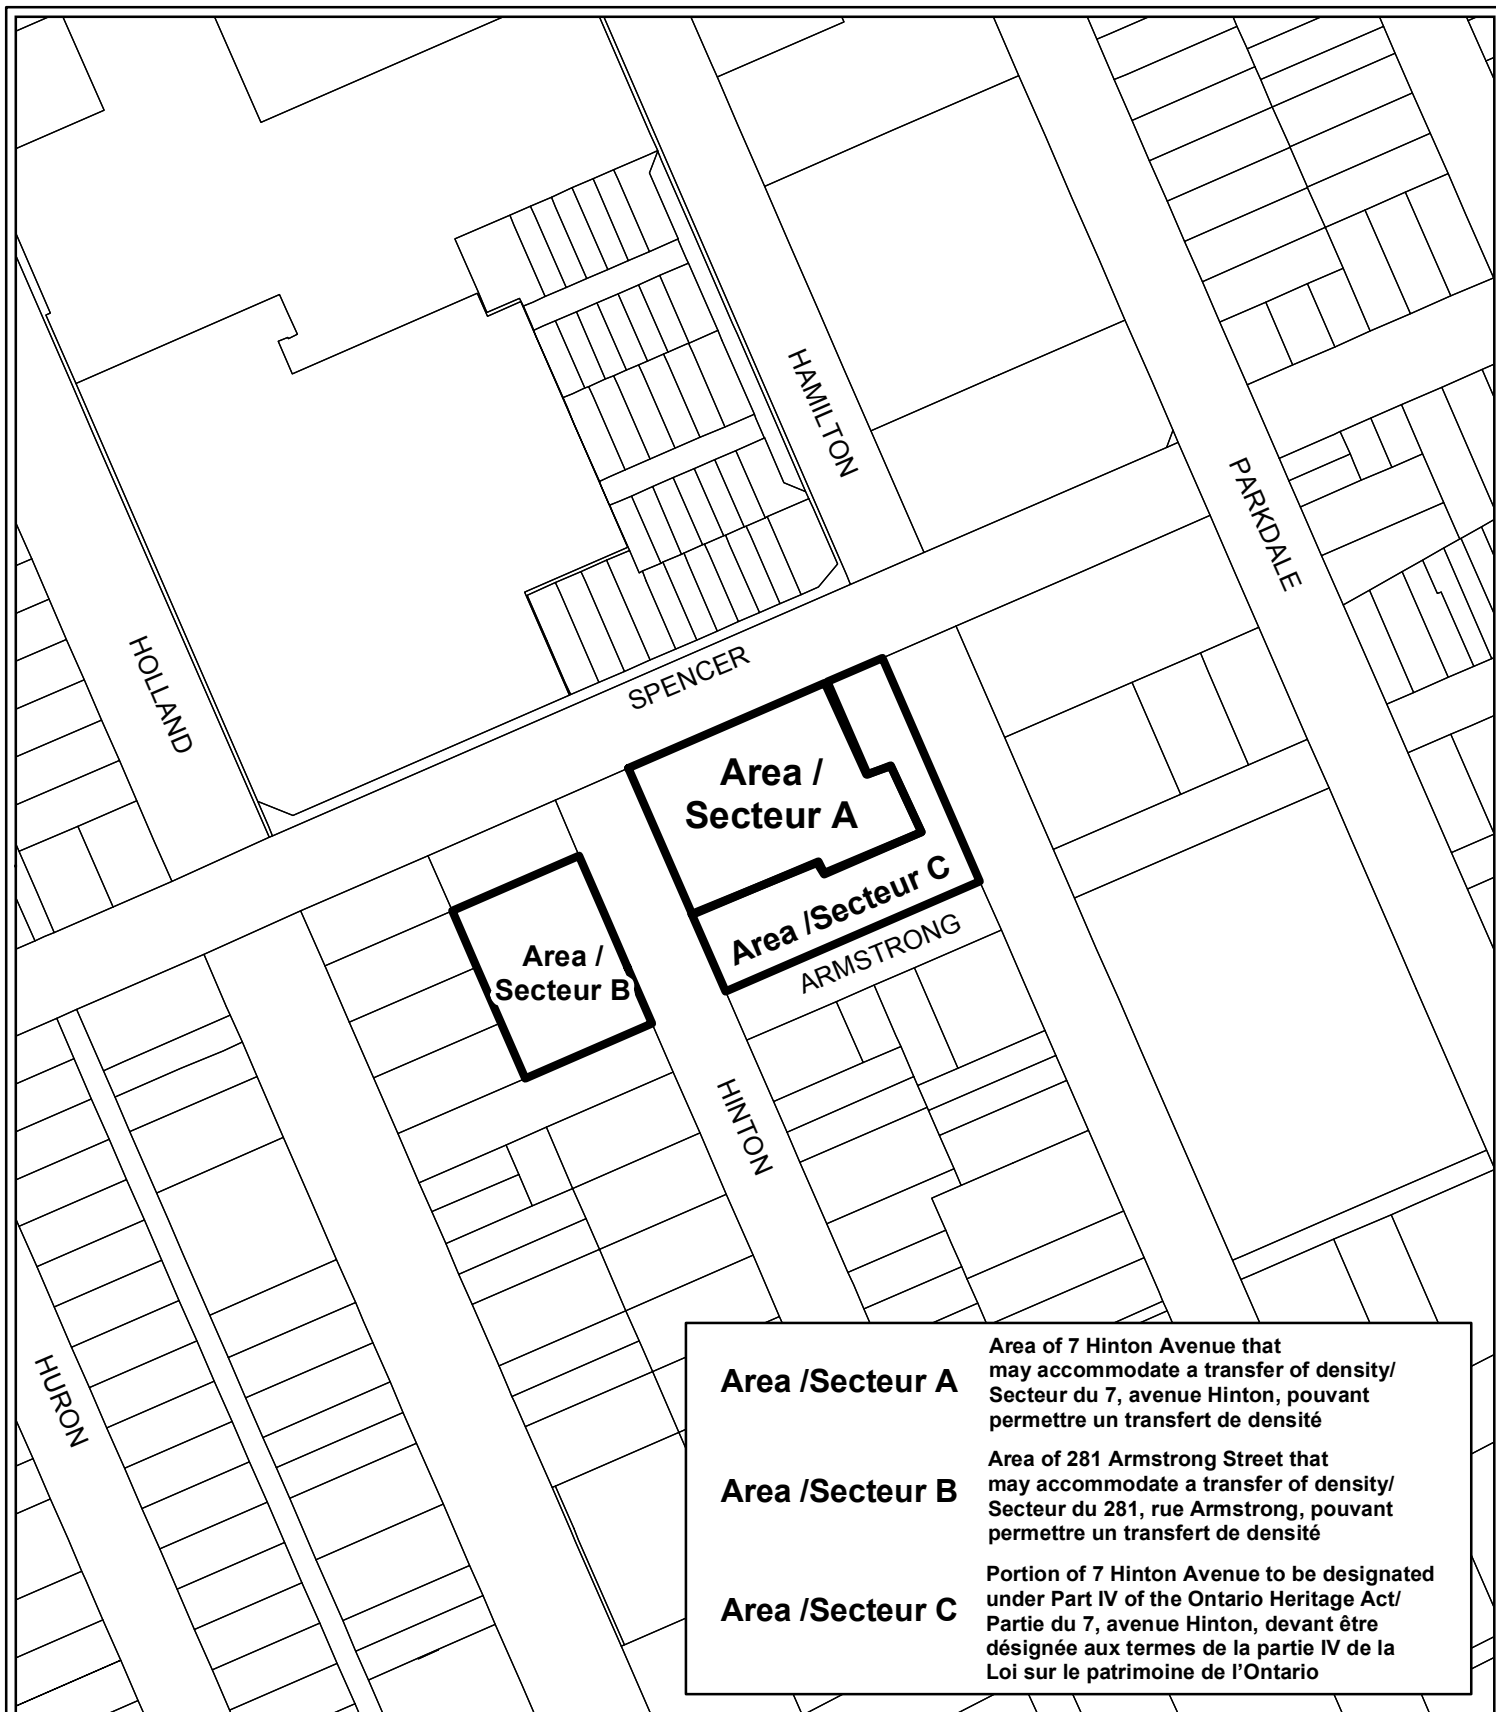 HAMILTON
PARKDALE
HOLLAND
SPENCER
Area /
Secteur A
Area /Secteur C
ARMSTRONG
Area /
Secteur B
HINTON
HURON
Area /Secteur A
Area of 7 Hinton Avenue that
may accommodate a transfer of density/
Secteur du 7, avenue Hinton, pouvant
permettre un transfert de densité
Area /Secteur B
Area of 281 Armstrong Street that
may accommodate a transfer of density/
Secteur du 281, rue Armstrong, pouvant
permettre un transfert de densité
Area /Secteur C
Portion of 7 Hinton Avenue to be designated
under Part IV of the Ontario Heritage Act/
Partie du 7, avenue Hinton, devant être
désignée aux termes de la partie IV de la
Loi sur le patrimoine de l’Ontario